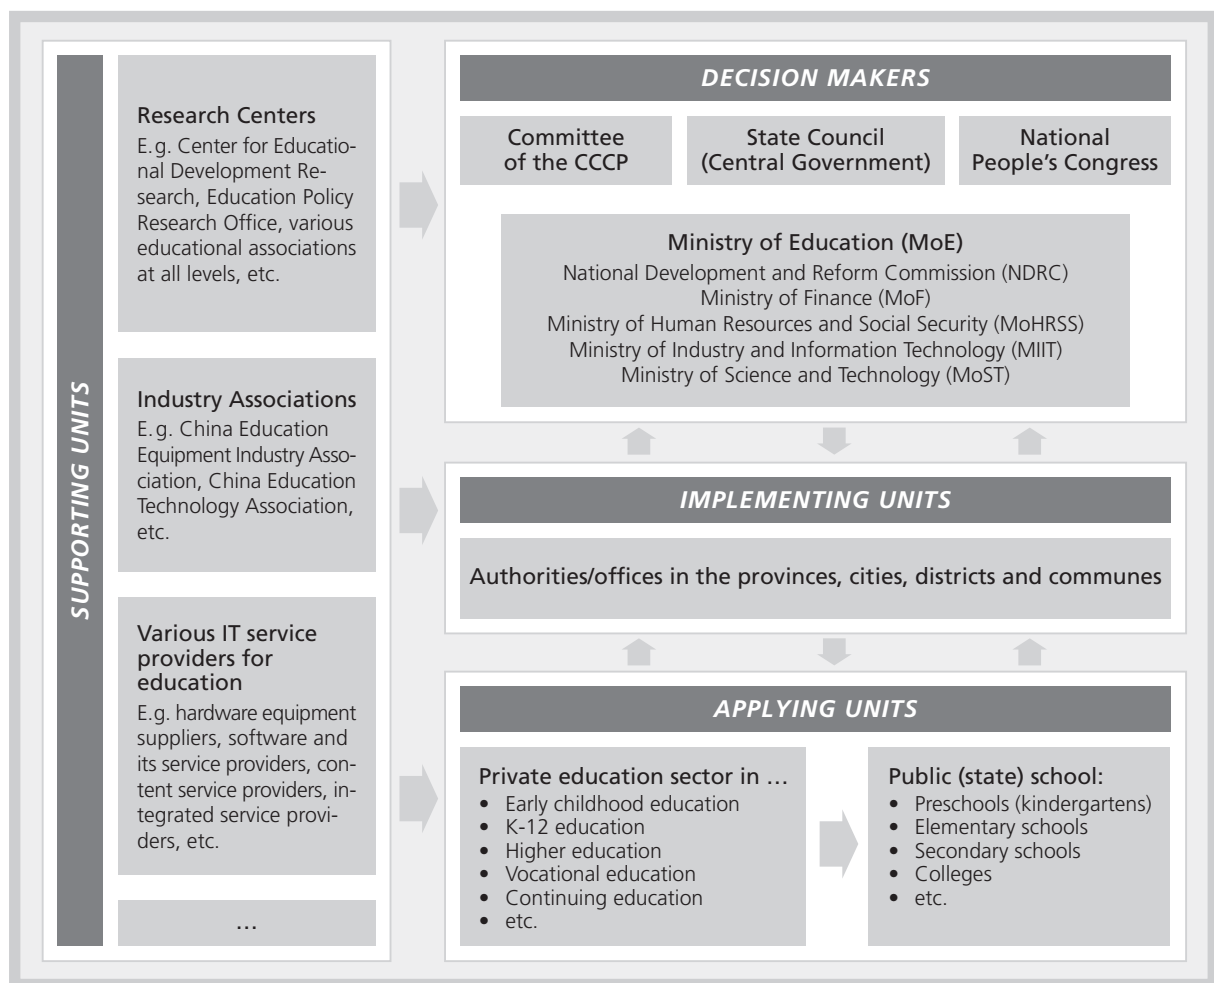 SUPPORTING UNITS
Research Centers
E.g. Center for Educatio-
nal Development Re-
search, Education Policy
Research Office, various
educational associations
at all levels, etc.
Industry Associations
E.g. China Education
Equipment Industry Asso-
ciation, China Education
Technology Association,
etc.
Various IT service
providers for
education
E.g. hardware equipment
suppliers, software and
its service providers, con-
tent service providers, in-
tegrated service provi-
ders, etc.
...
DECISION MAKERS
Committee
of the CCCP
State Council
(Central Government)
National
People's Congress
Ministry of Education (MoE)
National Development and Reform Commission (NDRC)
Ministry of Finance (MoF)
Ministry of Human Resources and Social Security (MoHRSS)
Ministry of Industry and Information Technology (MIIT)
Ministry of Science and Technology (MoST)
IMPLEMENTING UNITS
Authorities/offices in the provinces, cities, districts and communes
APPLYING UNITS
Private education sector in ...
• Early childhood education
• K-12 education
• Higher education
• Vocational education
• Continuing education
• etc.
Public (state) school:
• Preschools (kindergartens)
• Elementary schools
• Secondary schools
• Colleges
• etc.